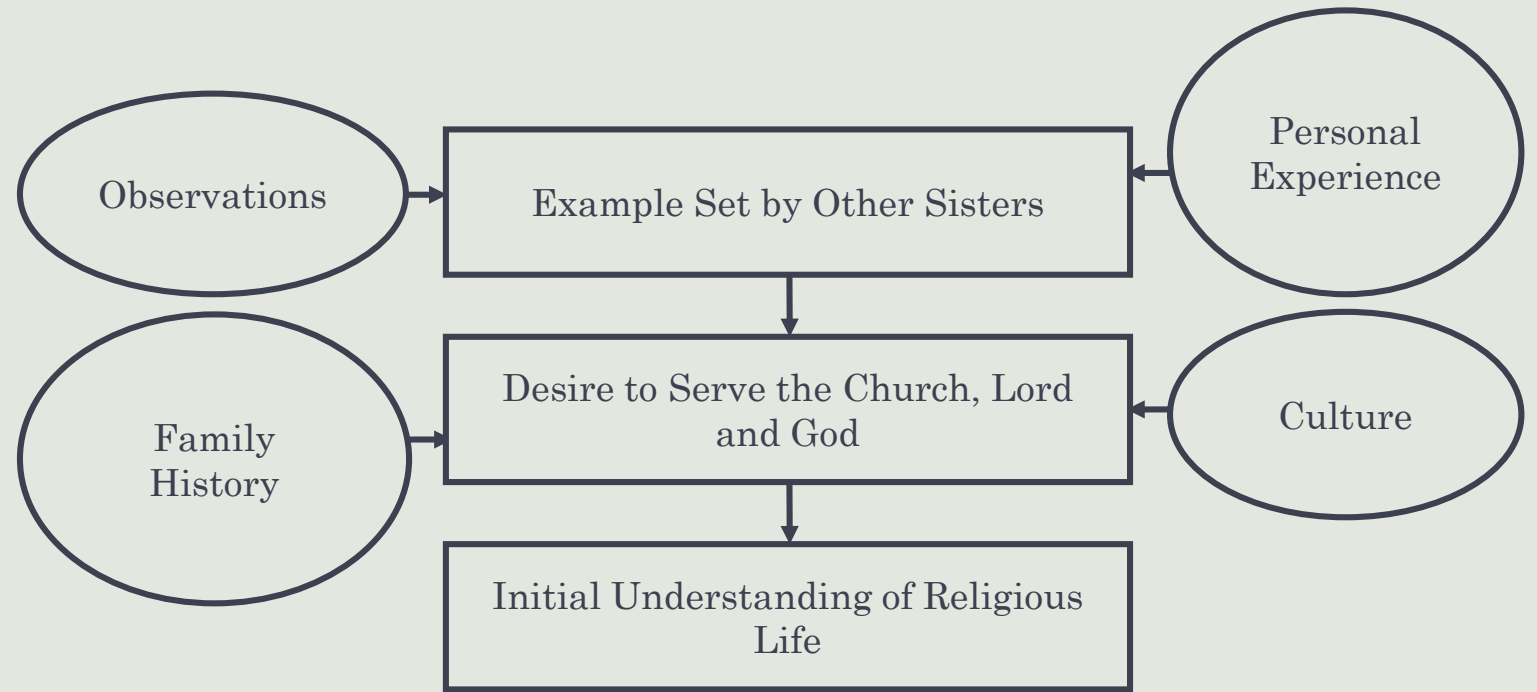 Observations
Example Set by Other Sisters
Personal
Experience
Family
History
Desire to Serve the Church, Lord
and God
Culture
Initial Understanding of Religious
Life